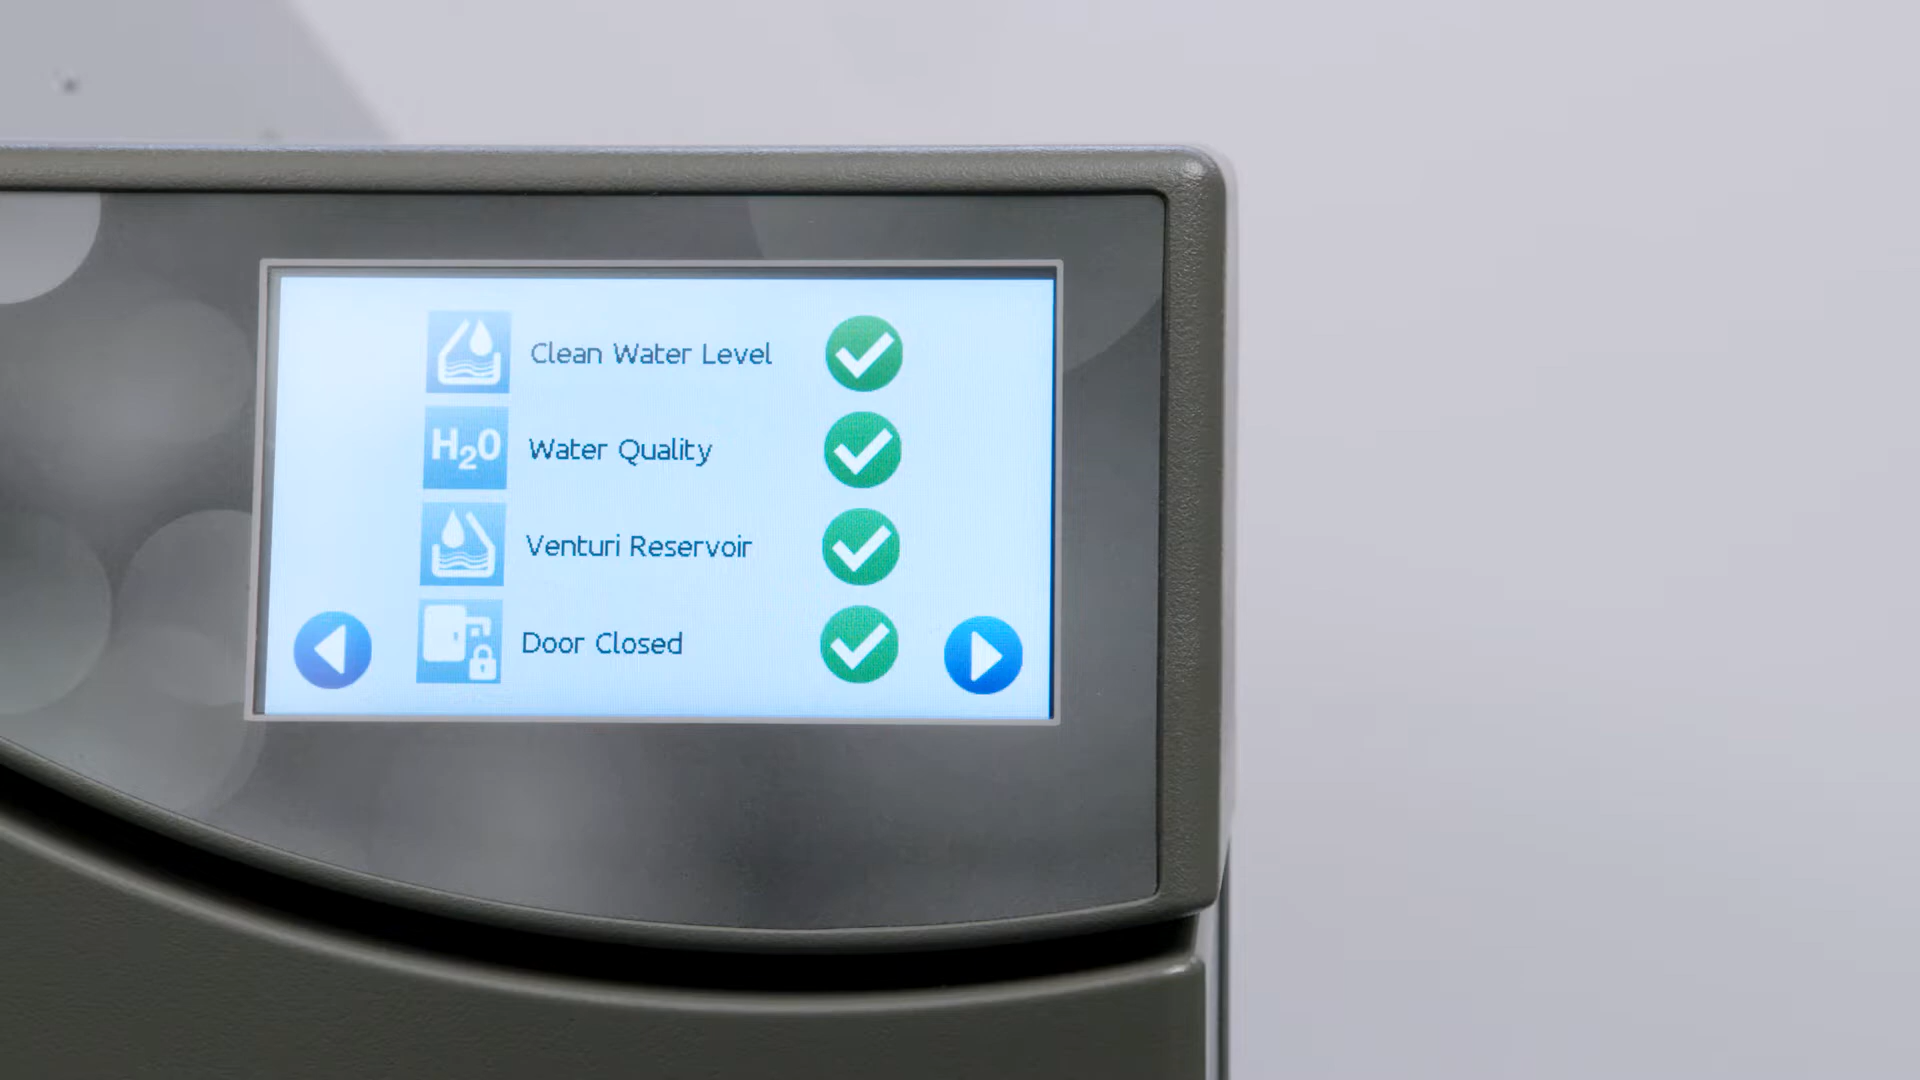 Clean Water Level
H₂O Water Quality
Venturi Reservoir
Door Closed